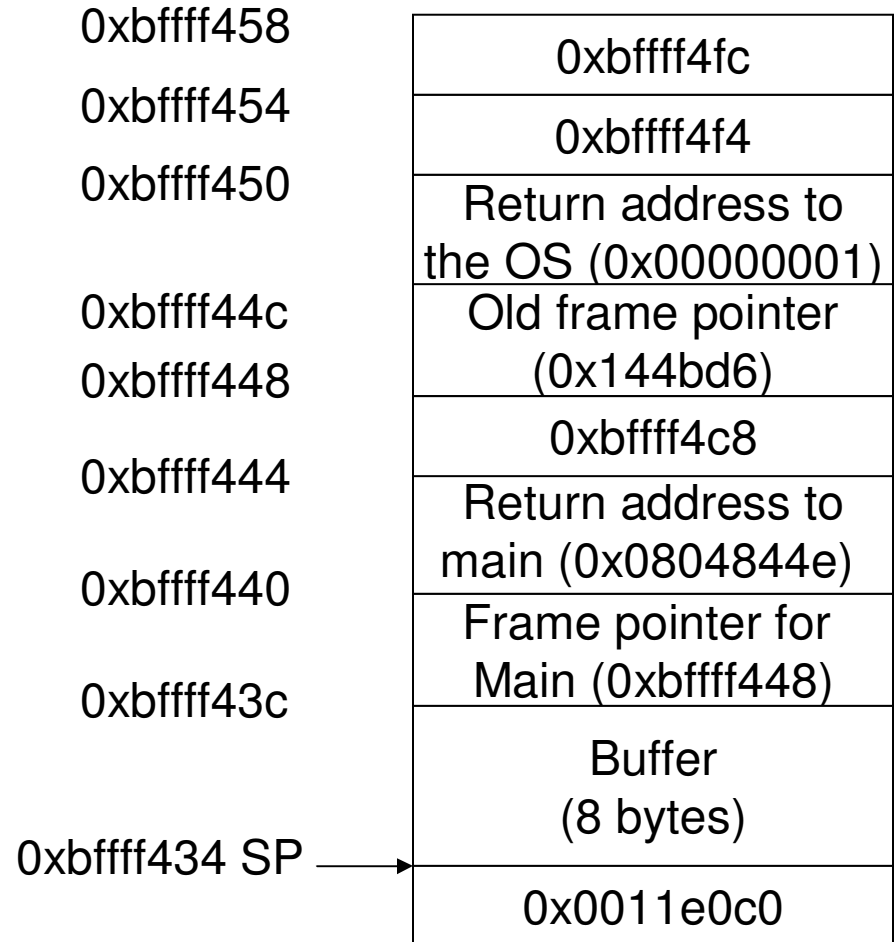 0xbffff458
0xbffff4fc
0xbffff454
0xbffff4f4
0xbffff450
Return address to
the OS (0x00000001)
0xbffff44c
Old frame pointer
0xbffff448
(0x144bd6)
0xbffff4c8
0xbffff444
Return address to
main (0x0804844e)
0xbffff440
Frame pointer for
Main (0xbffff448)
0xbffff43c
Buffer
(8 bytes)
0xbffff434 SP
0x0011e0c0